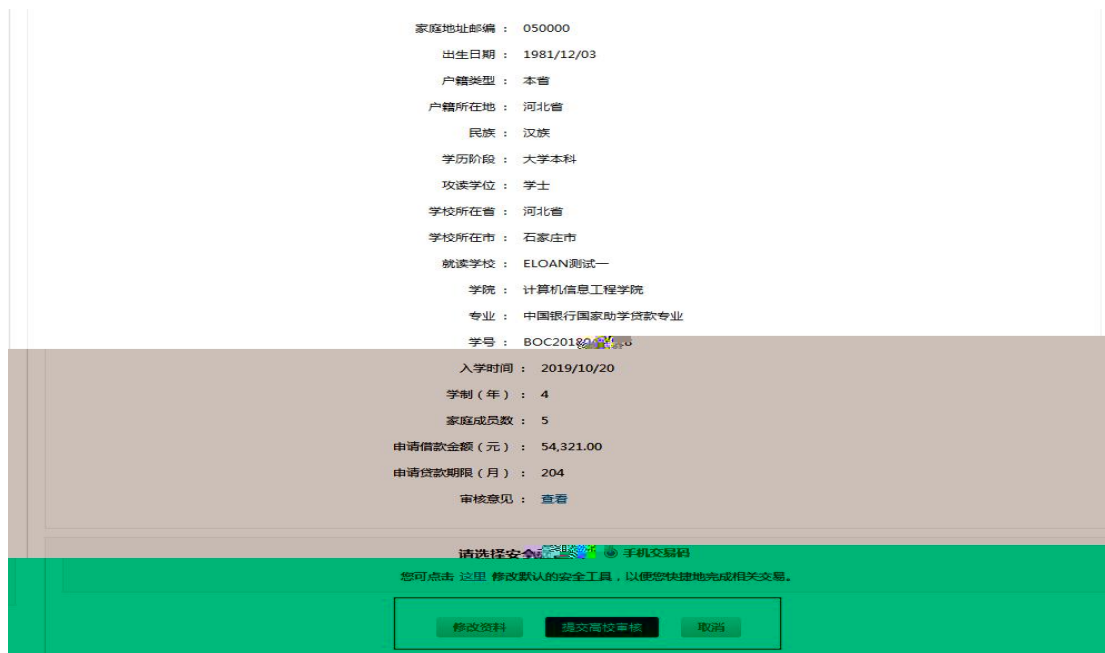 家庭地址邮编 : 050000
出生日期 : 1981/12/03
户籍类型 : 本省
户籍所在地 : 河北省
民族 : 汉族
学历阶段 : 大学本科
攻读学位 : 学士
学校所在省 : 河北省
学校所在市 : 石家庄市
就读学校 : ELOAN测试一
学院 : 计算机信息工程学院
专业 : 中国银行国家助学贷款专业
学号 : BOC2018
入学时间 : 2019/10/20
学制（年） : 4
家庭成员数 : 5
申请借款金额（元） : 54,321.00
申请贷款期限（月） : 204
审核意见 : 查看
请选择安全 手机交易码
您可点击 这里 修改默认的安全工具，以便您快捷地完成相关交易。
修改资料 提交高校审核 取消